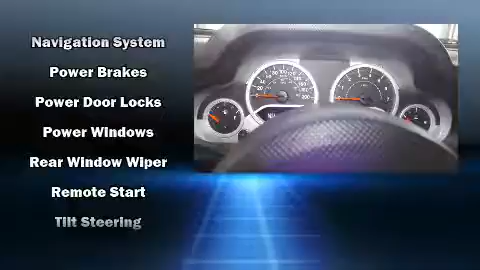 Navigation System
Power Brakes
Power Door Locks
Power Windows
Rear Window Wiper
Remote Start
Tilt Steering